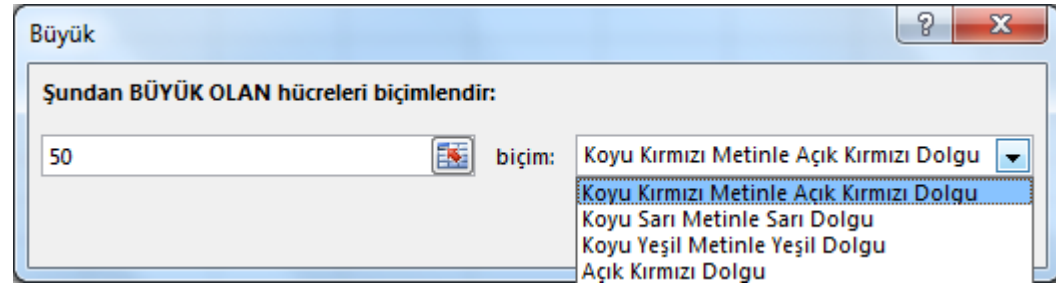 Büyük
?
X
Şundan BÜYÜK OLAN hücreleri biçimlendir:
50 biçim: Koyu Kırmızı Metinle Açık Kırmızı Dolgu
Koyu Kırmızı Metinle Açık Kırmızı Dolgu
Koyu Sarı Metinle Sarı Dolgu
Koyu Yeşil Metinle Yeşil Dolgu
Açık Kırmızı Dolgu